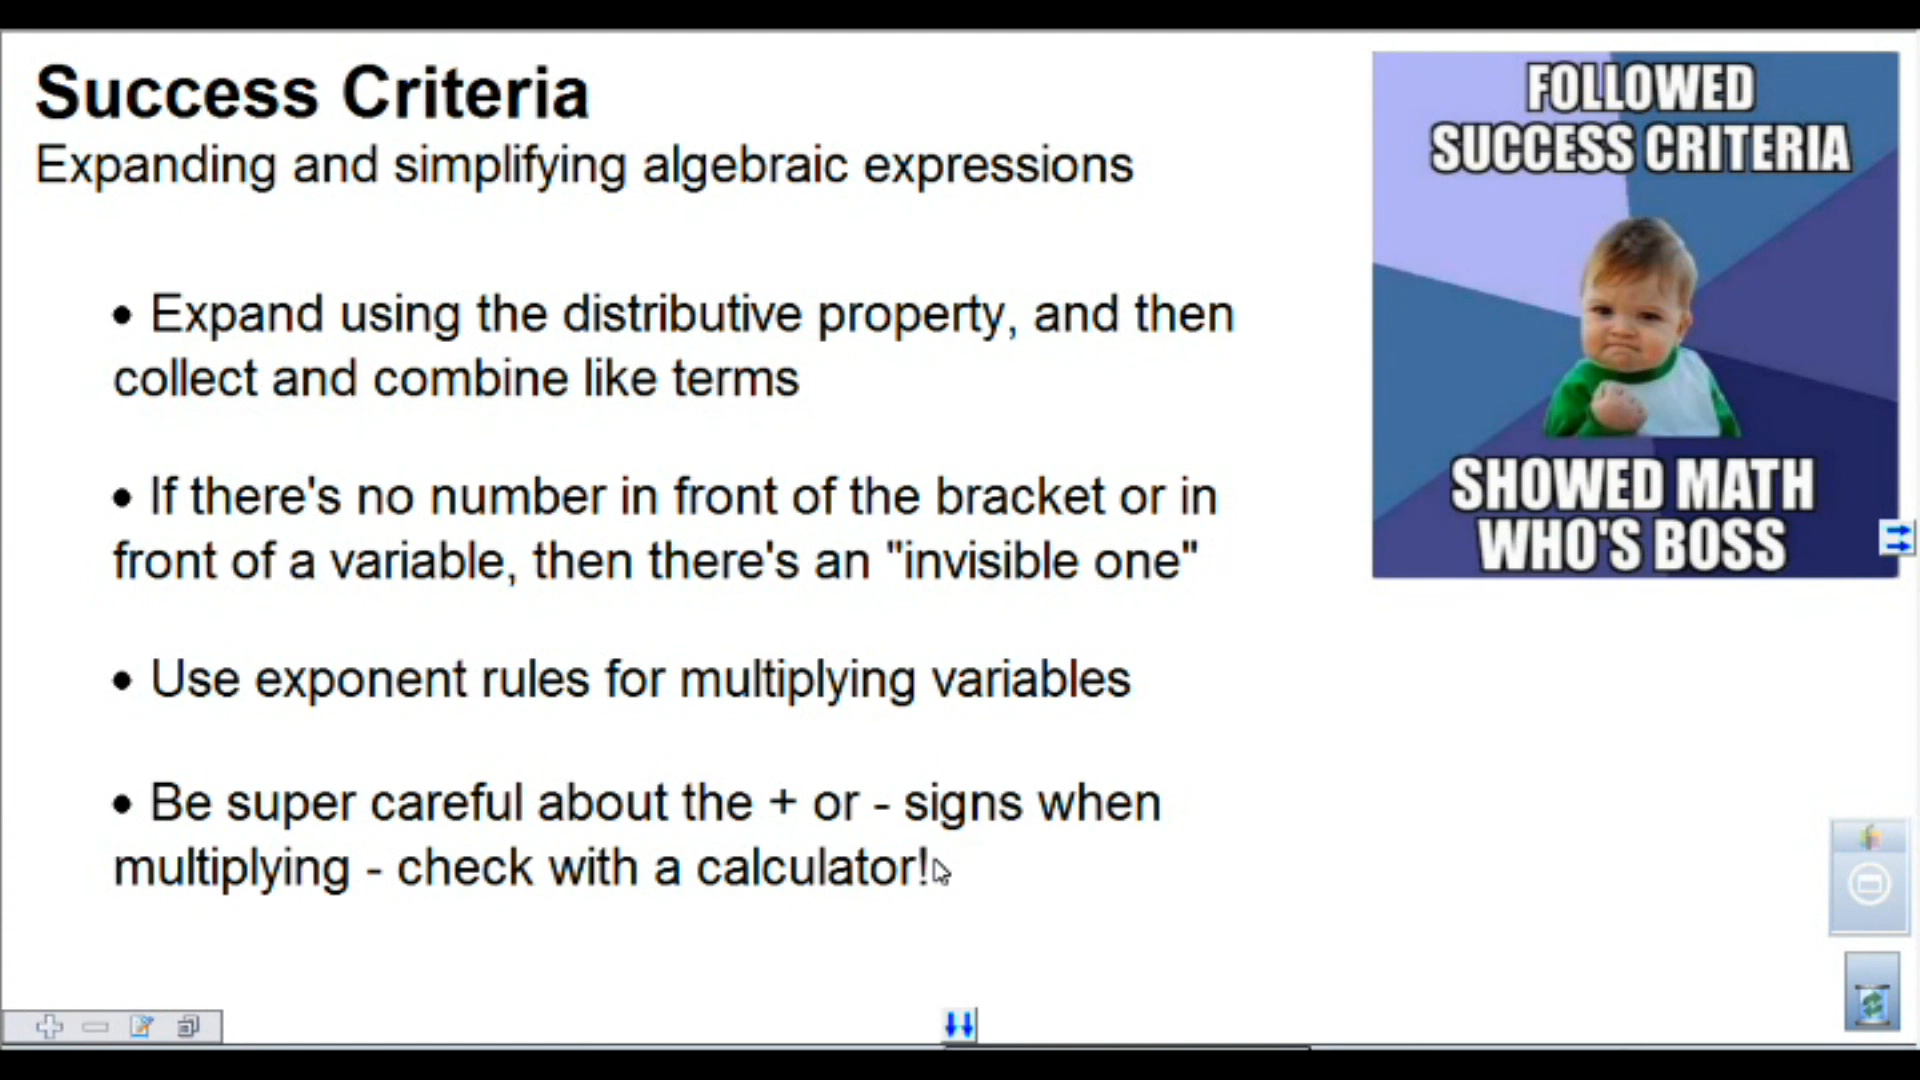 Success Criteria
Expanding and simplifying algebraic expressions
• Expand using the distributive property, and then
collect and combine like terms
• If there's no number in front of the bracket or in
front of a variable, then there's an "invisible one"
• Use exponent rules for multiplying variables
• Be super careful about the + or - signs when
multiplying - check with a calculator!
FOLLOWED
SUCCESS CRITERIA
SHOWED MATH
WHO'S BOSS